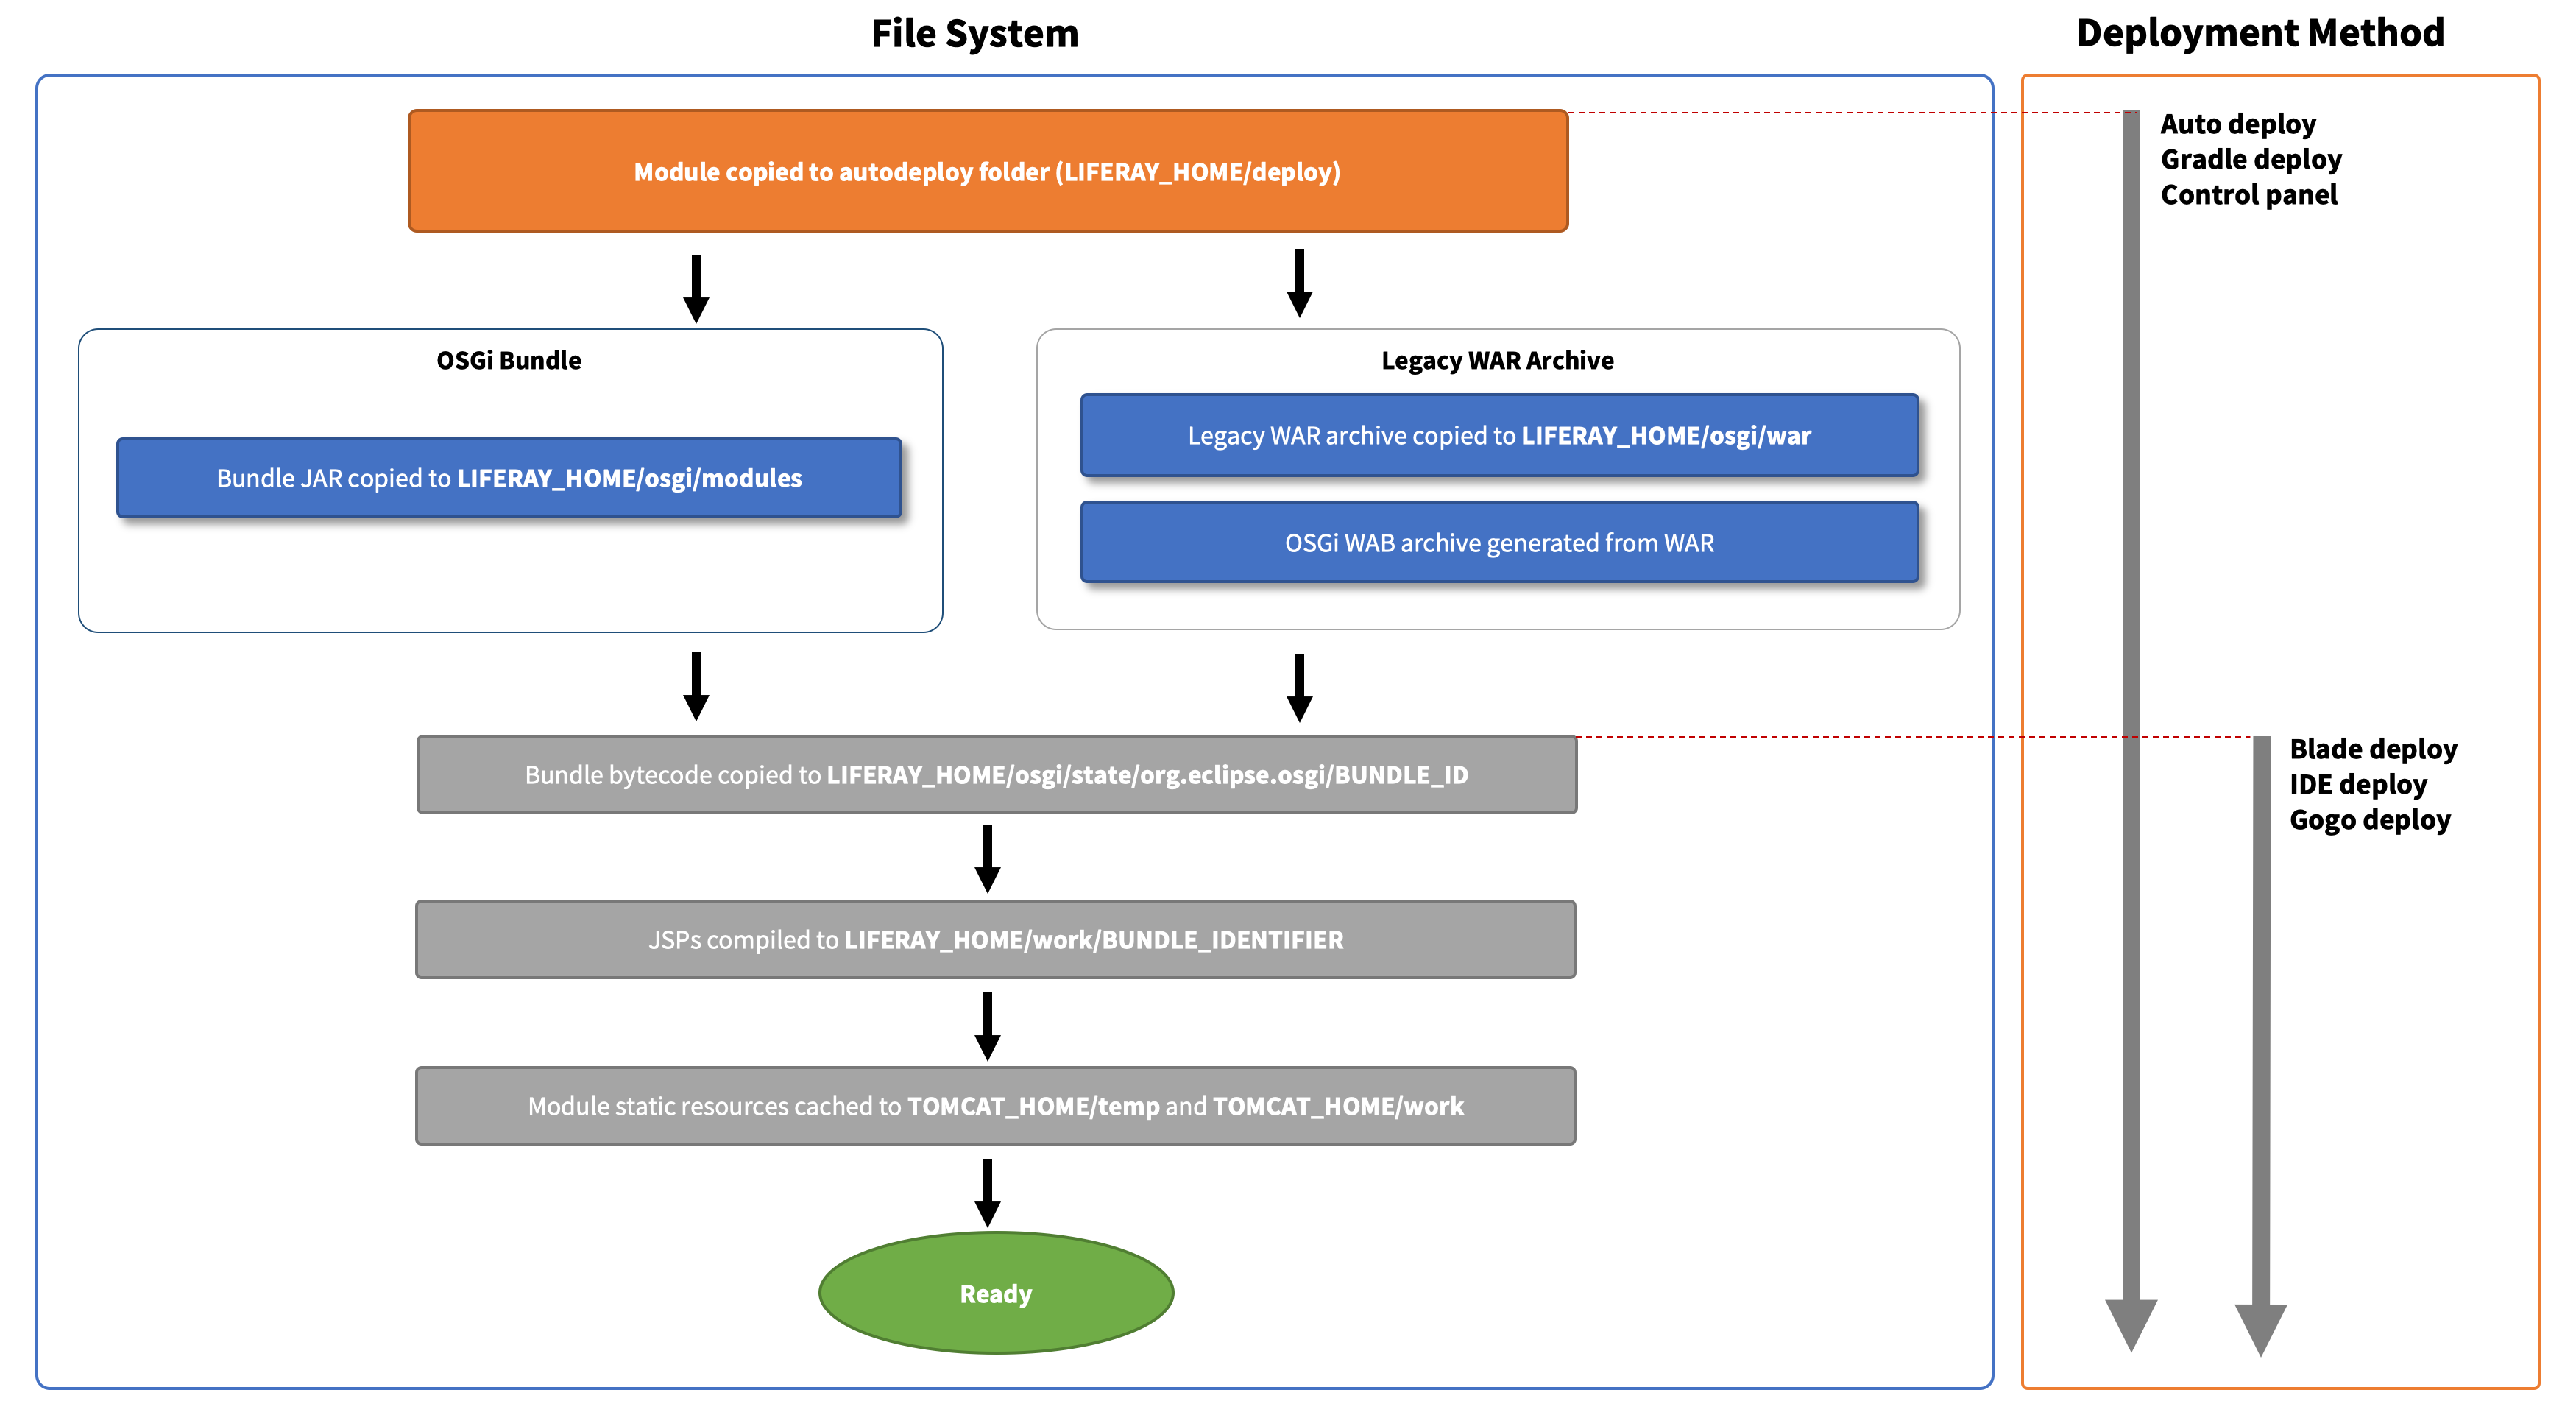 File System
Deployment Method
Module copied to autodeploy folder (LIFERAY_HOME/deploy)
Auto deploy
Gradle deploy
Control panel
OSGi Bundle
Bundle JAR copied to LIFERAY_HOME/osgi/modules
Legacy WAR Archive
Legacy WAR archive copied to LIFERAY_HOME/osgi/war
OSGi WAB archive generated from WAR
Bundle bytecode copied to LIFERAY_HOME/osgi/state/org.eclipse.osgi/BUNDLE_ID
Blade deploy
IDE deploy
Gogo deploy
JSPs compiled to LIFERAY_HOME/work/BUNDLE_IDENTIFIER
Module static resources cached to TOMCAT_HOME/temp and TOMCAT_HOME/work
Ready